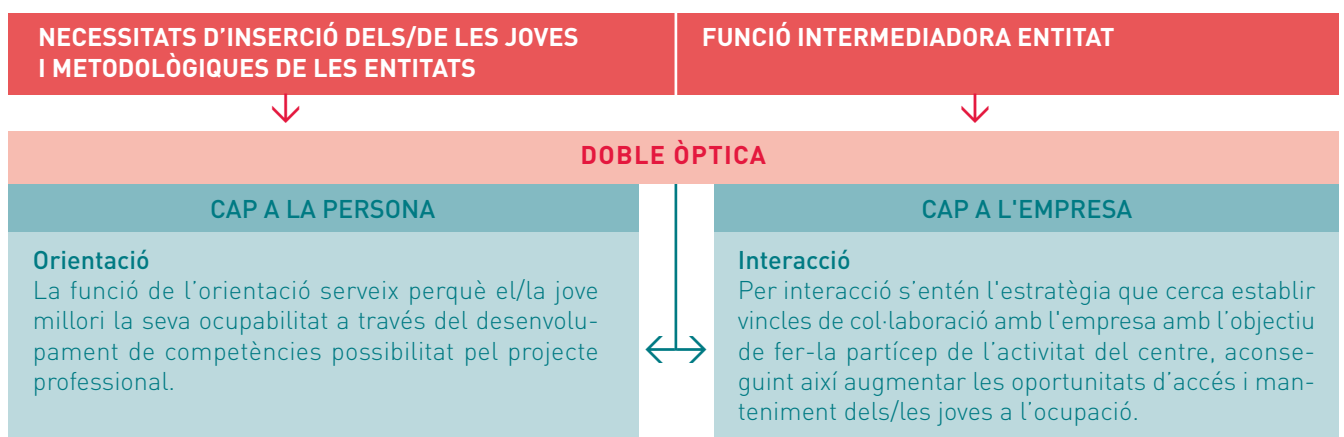 NECESSITATS D’INSERCIÓ DELS/DE LES JOVES
I METODOLÒGIQUES DE LES ENTITATS
FUNCIÓ INTERMEDIADORA ENTITAT
DOBLE ÒPTICA
CAP A LA PERSONA
Orientació
La funció de l’orientació serveix perquè el/la jove
millori la seva ocupabilitat a través del desenvolu-
pament de competències possibilitat pel projecte
professional.
CAP A L'EMPRESA
Interacció
Per interacció s’entén l'estratègia que cerca establir
vincles de col·laboració amb l'empresa amb l’objectiu
de fer-la partícep de l’activitat del centre, aconse-
guint així augmentar les oportunitats d’accés i man-
teniment dels/les joves a l’ocupació.